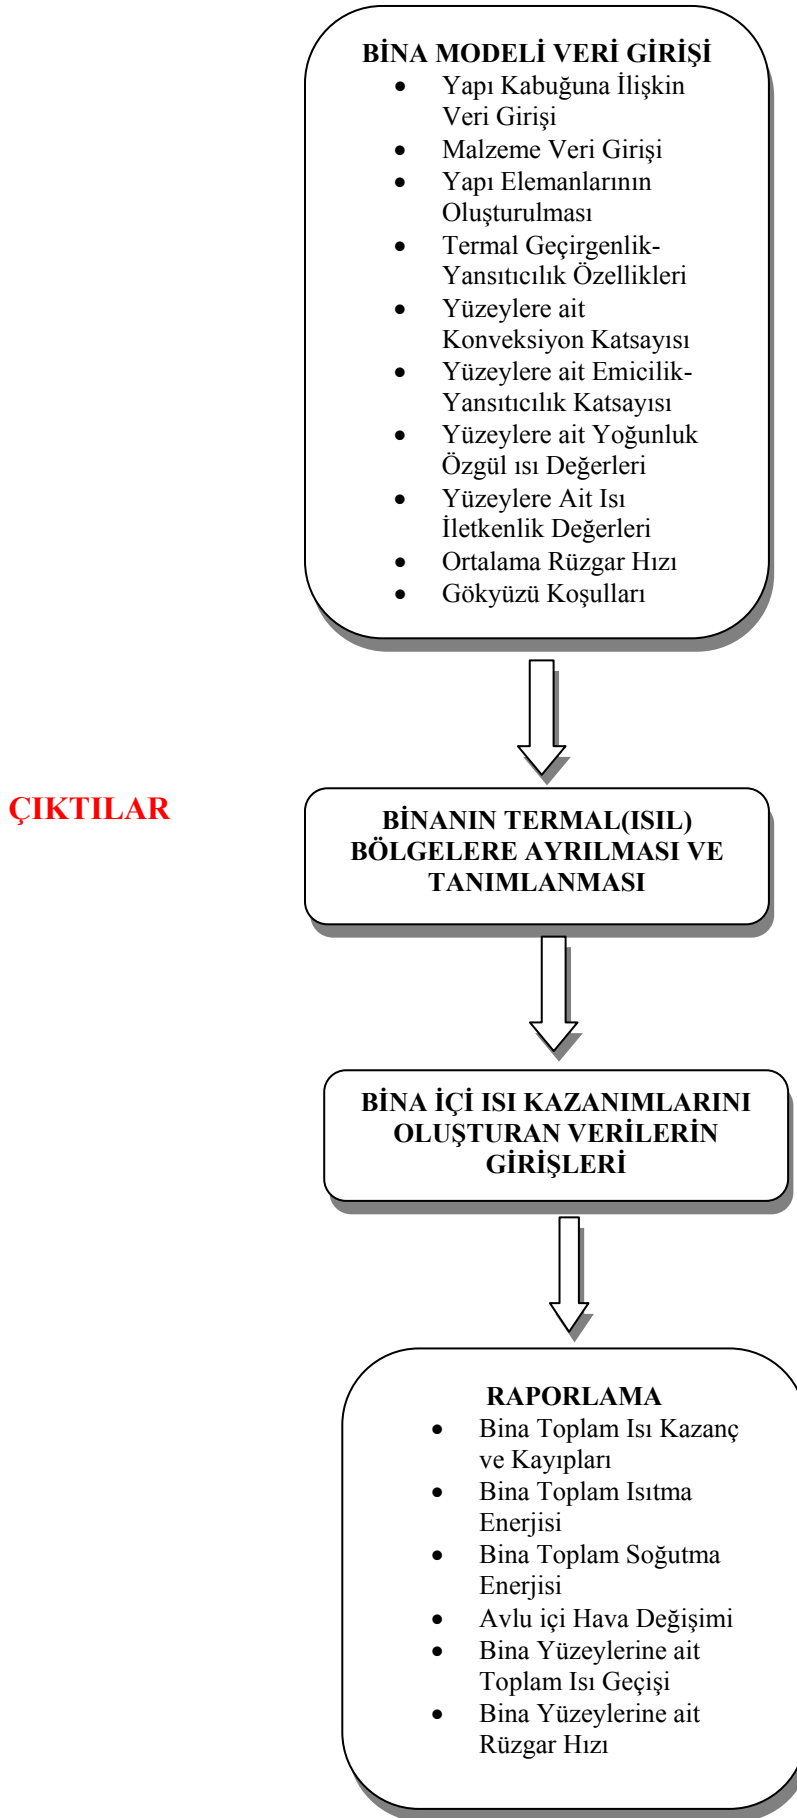 BİNA MODELİ VERİ GİRİŞİ
• Yapı Kabuğuna İlişkin
Veri Girişi
• Malzeme Veri Girişi
• Yapı Elemanlarının
Oluşturulması
• Termal Geçirgenlik-
Yansıtıcılık Özellikleri
• Yüzeylere ait
Konveksiyon Katsayısı
• Yüzeylere ait Emicilik-
Yansıtıcılık Katsayısı
• Yüzeylere ait Yoğunluk
Özgül ısı Değerleri
• Yüzeylere Ait Isı
İletkenlik Değerleri
• Ortalama Rüzgar Hızı
• Gökyüzü Koşulları
ÇIKTILAR
BİNANIN TERMAL(ISIL)
BÖLGELERE AYRILMASI VE
TANIMLANMASI
BİNA İÇİ ISI KAZANIMLARINI
OLUŞTURAN VERİLERİN
GİRİŞLERİ
RAPORLAMA
• Bina Toplam Isı Kazanç
ve Kayıpları
• Bina Toplam Isıtma
Enerjisi
• Bina Toplam Soğutma
Enerjisi
• Avlu içi Hava Değişimi
• Bina Yüzeylerine ait
Toplam Isı Geçişi
• Bina Yüzeylerine ait
Rüzgar Hızı